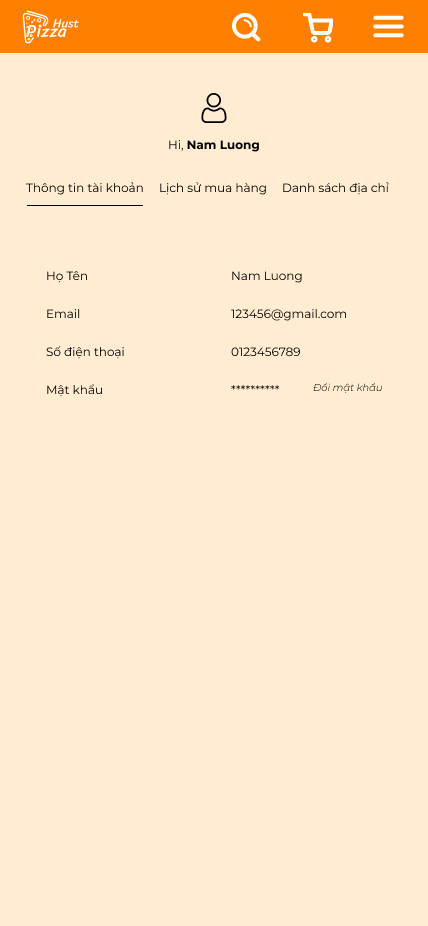 Hust
Pizza
Hi, Nam Luong
Thông tin tài khoản Lịch sử mua hàng Danh sách địa chỉ
Họ Tên Nam Luong
Email 123456@gmail.com
Số điện thoại 0123456789
Mật khẩu ********** Đổi mật khẩu